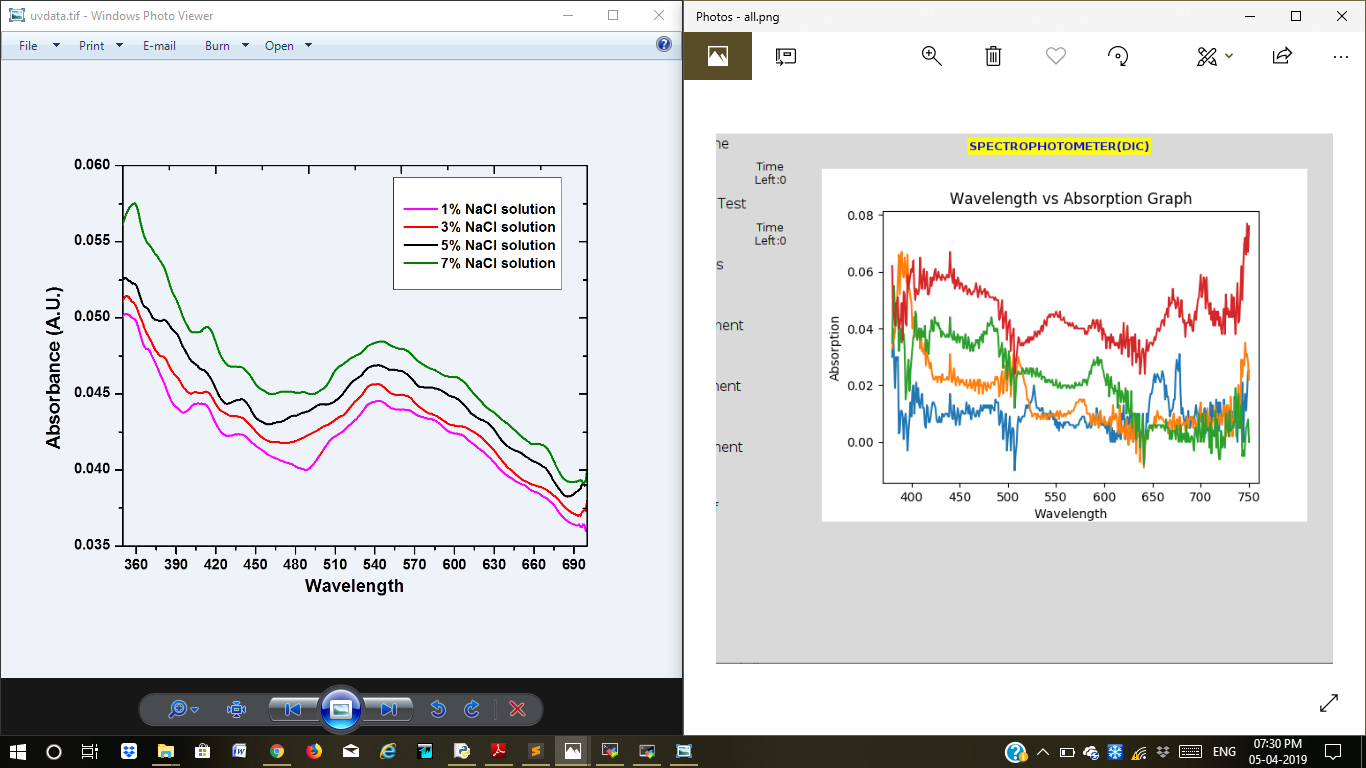 uvdata.tif - Windows Photo Viewer
File Print E-mail Burn Open
0.060
0.055
0.050
0.045
0.040
0.035
Absorbance (A.U.)
1% NaCl solution
3% NaCl solution
5% NaCl solution
7% NaCl solution
360 390 420 450 480 510 540 570 600 630 660 690
Wavelength
Photos - all.png
SPECTROPHOTOMETER(DIC)
ne
Time
Left:0
Test
Time
Left:0
s
nent
nent
nent
f
Wavelength vs Absorption Graph
0.08
0.06
0.04
0.02
0.00
Absorption
400 450 500 550 600 650 700 750
Wavelength
ENG
07:30 PM
05-04-2019